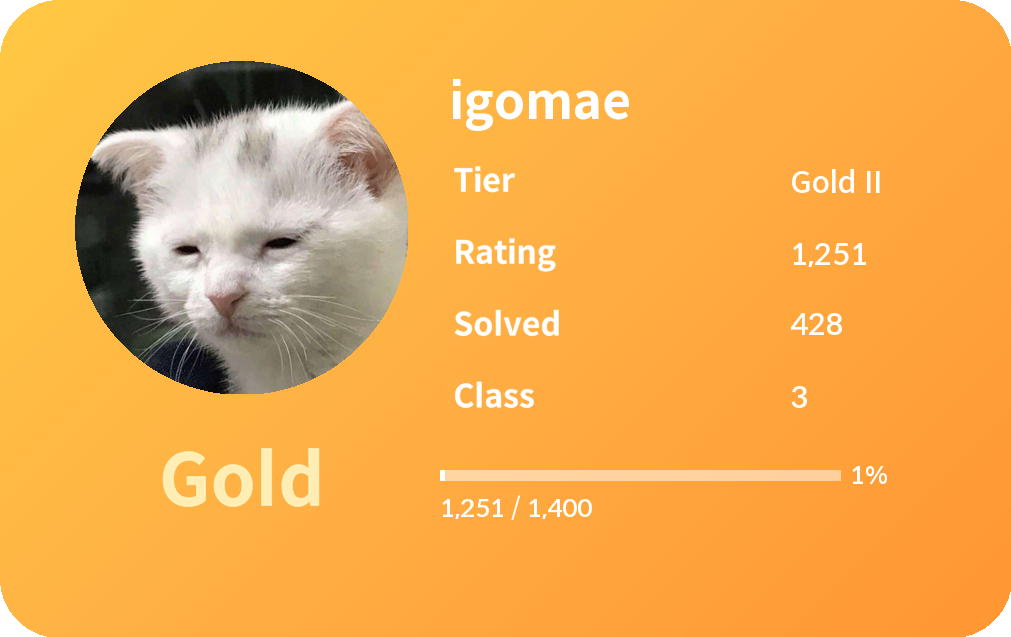 igomae
Tier Gold II
Rating 1,251
Solved 428
Class 3
Gold
1%
1,251 / 1,400